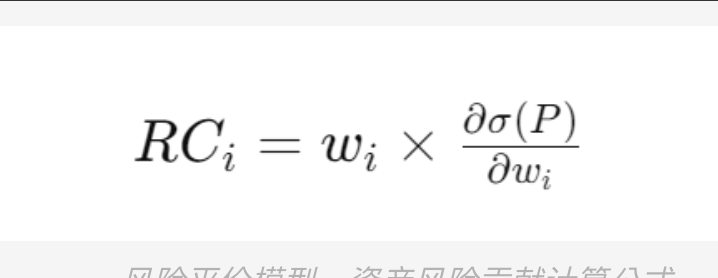 RC_i = w_i × ∂σ(P)/∂w_i
风险平价模型 资产风险贡献计算公式